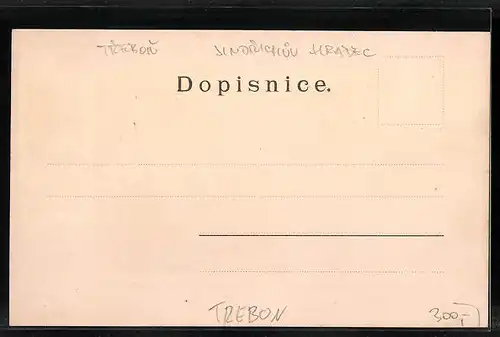 TŘEBOŇ JINDŘICHŮV HRADEC
Dopisnice.
TREBON 300,-